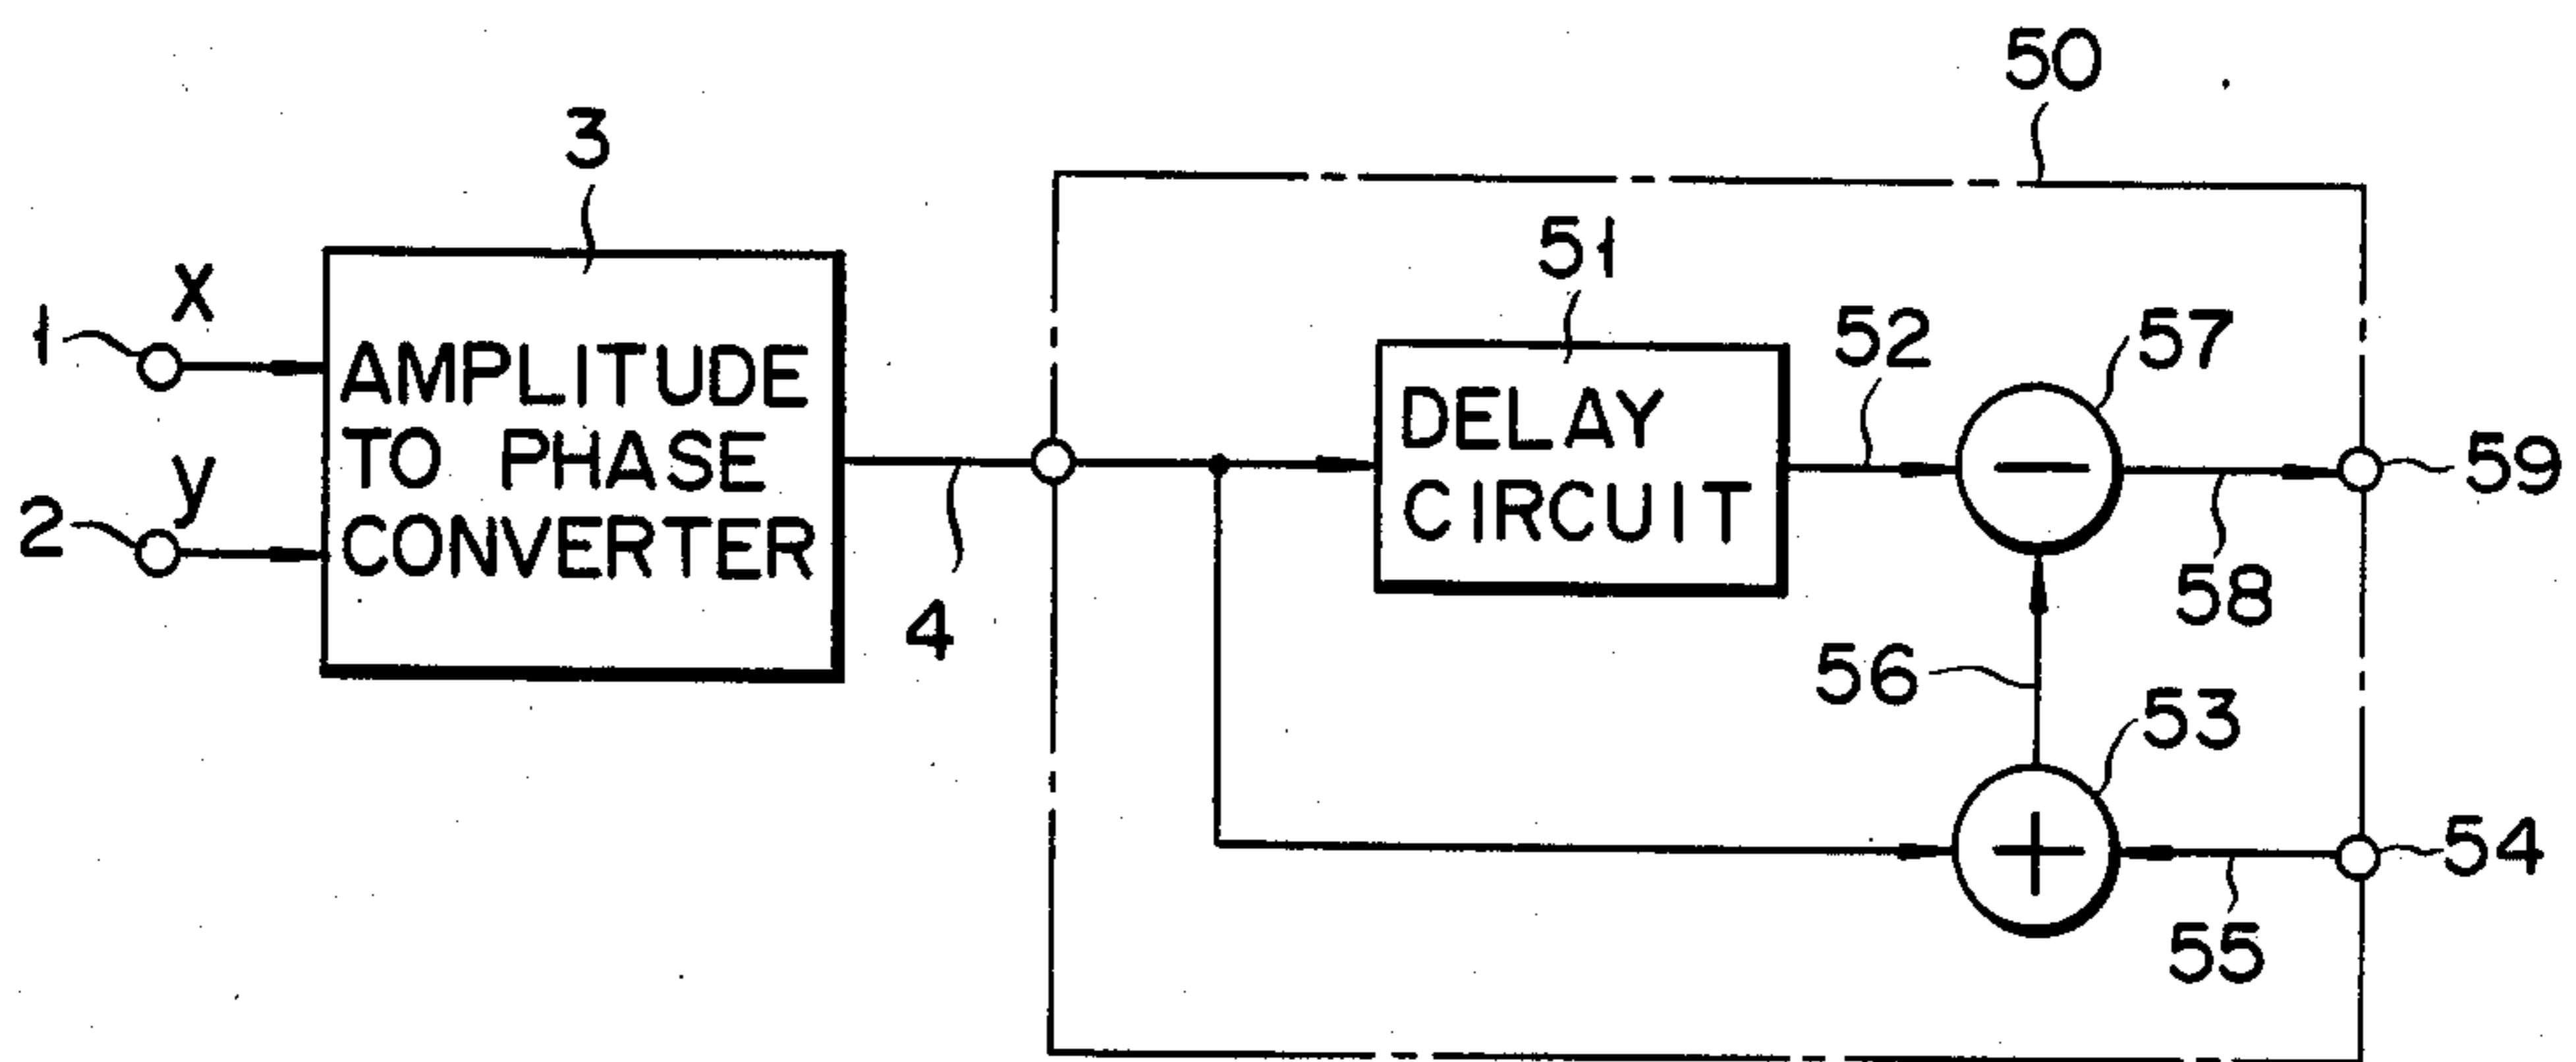 50
3
51
x
1
AMPLITUDE
TO PHASE
CONVERTER
y
2
4
DELAY
CIRCUIT
52
57
−
59
58
56
53
+
54
55